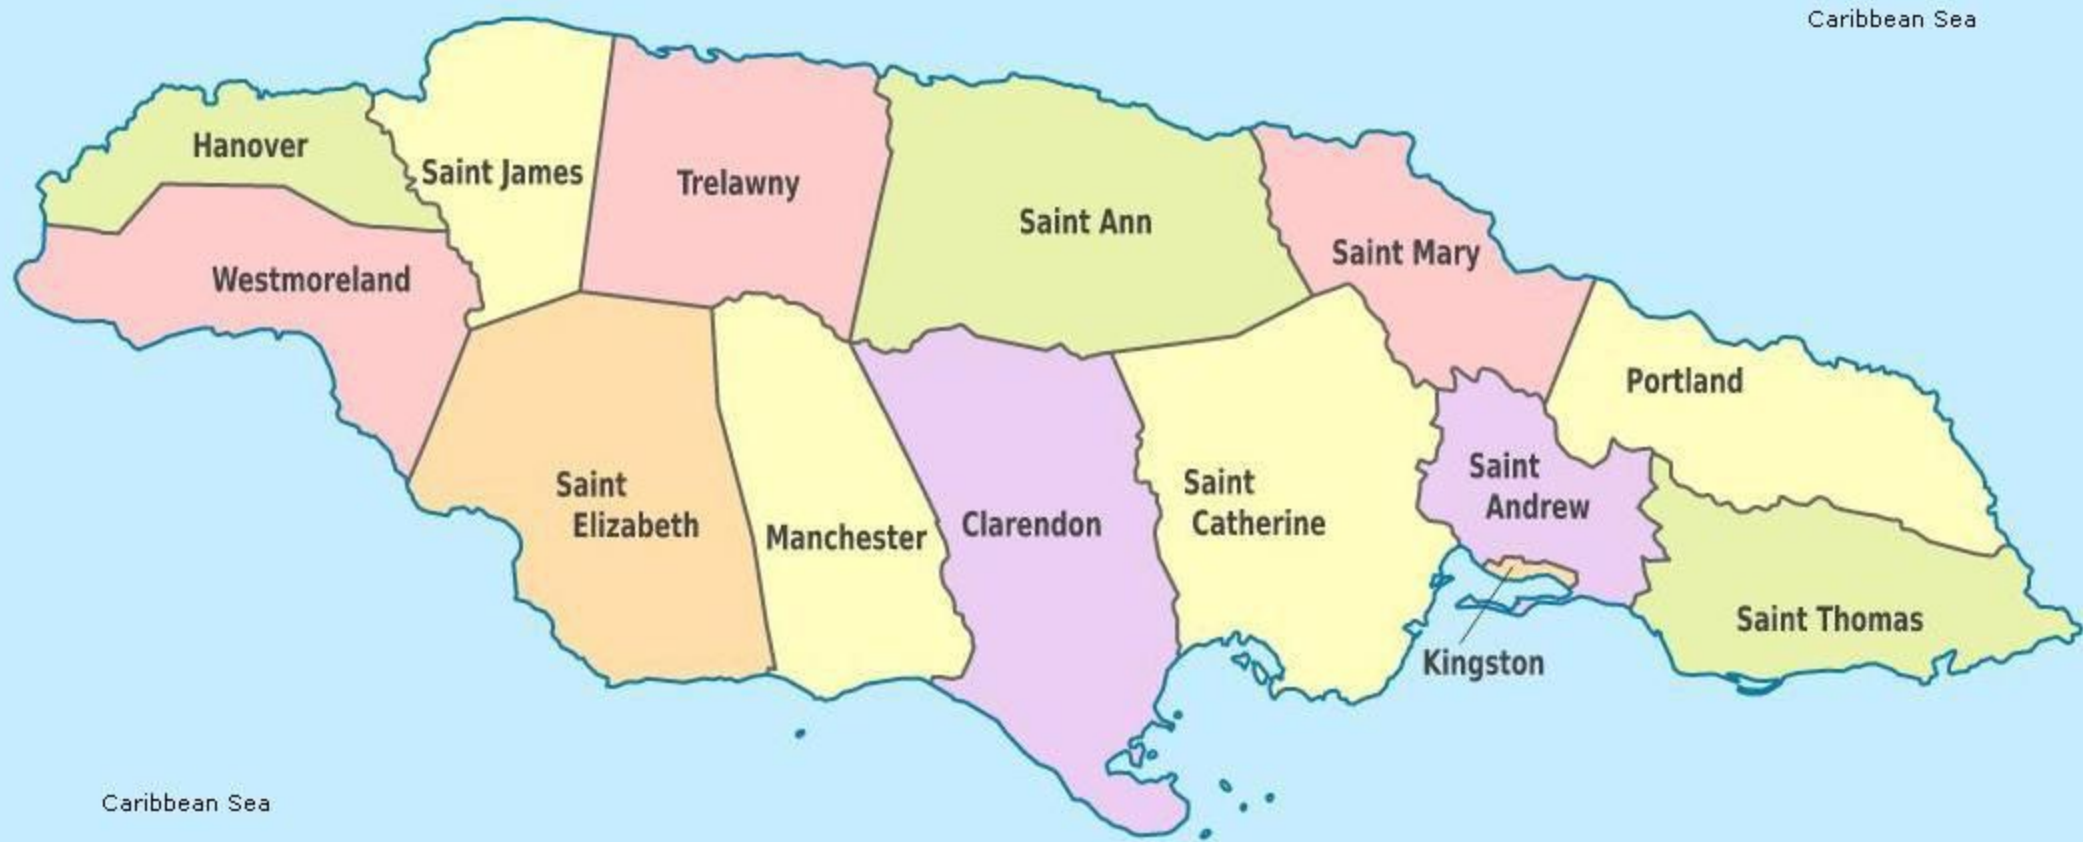 Caribbean Sea
Hanover
Saint James
Trelawny
Saint Ann
Saint Mary
Westmoreland
Portland
Saint
Elizabeth
Manchester
Clarendon
Saint
Catherine
Saint
Andrew
Saint Thomas
Kingston
Caribbean Sea